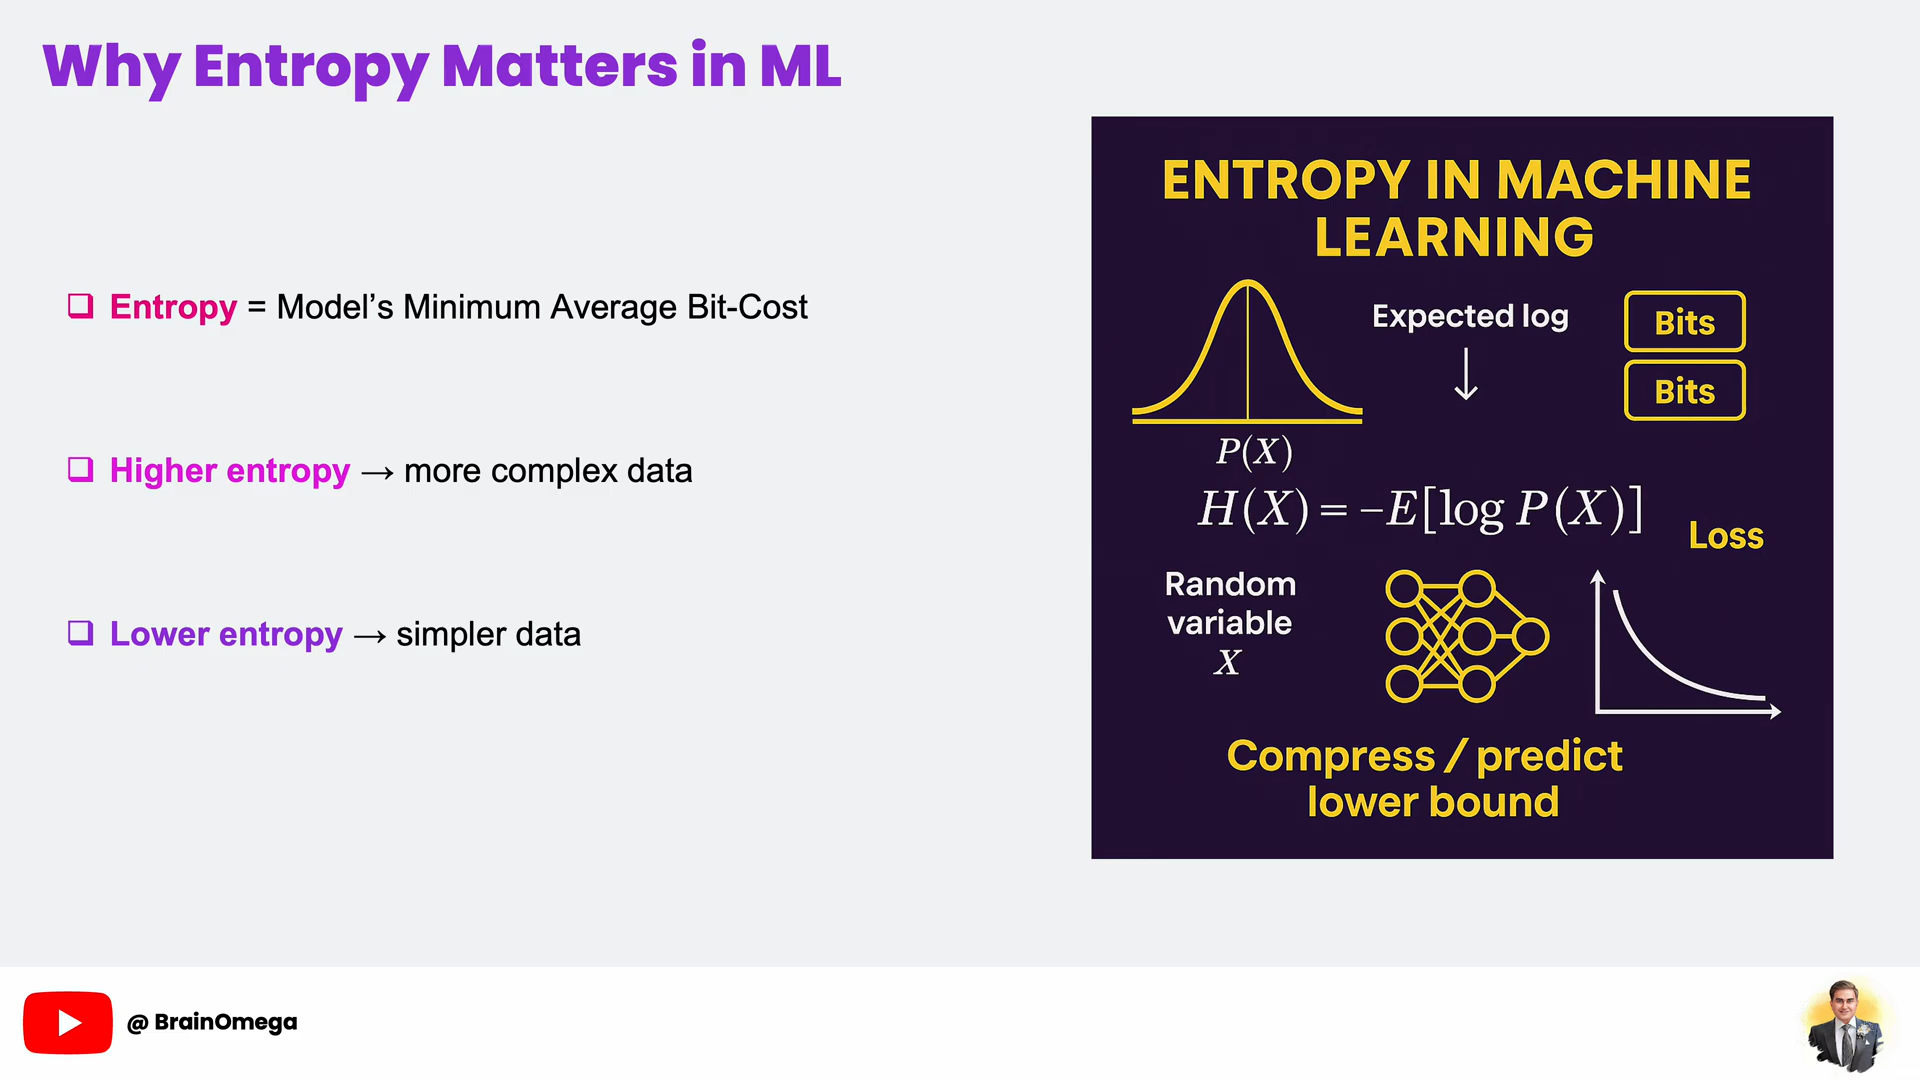 Why Entropy Matters in ML
❑ Entropy = Model’s Minimum Average Bit-Cost
❑ Higher entropy → more complex data
❑ Lower entropy → simpler data
ENTROPY IN MACHINE
LEARNING
Expected log
Bits
Bits
P(X)
H(X) = −E[log P(X)]
Loss
Random
variable
X
Compress / predict
lower bound
@ BrainOmega